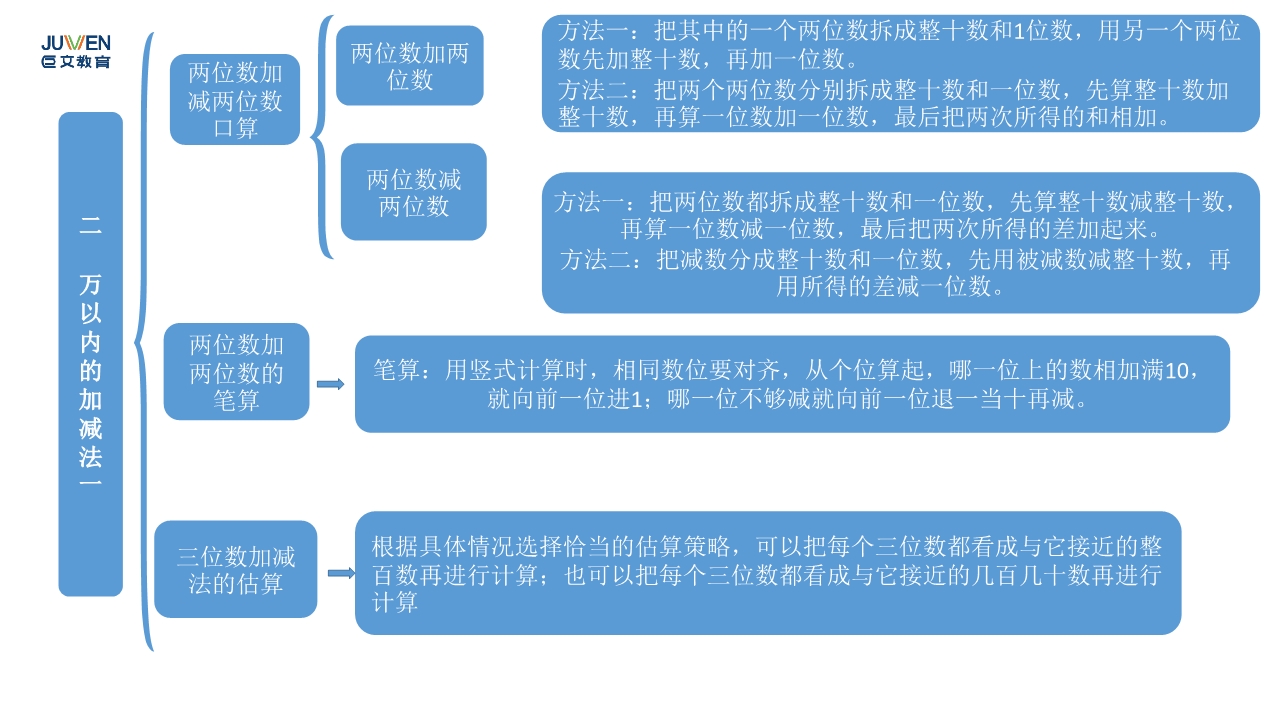 JUWEN
巨文教育
二
万
以
内
的
加
减
法
一
两位数加
减两位数
口算
两位数加两
位数
方法一：把其中的一个两位数拆成整十数和1位数，用另一个两位
数先加整十数，再加一位数。
方法二：把两个两位数分别拆成整十数和一位数，先算整十数加
整十数，再算一位数加一位数，最后把两次所得的和相加。
两位数减
两位数
方法一：把两位数都拆成整十数和一位数，先算整十数减整十数，
再算一位数减一位数，最后把两次所得的差加起来。
方法二：把减数分成整十数和一位数，先用被减数减整十数，再
用所得的差减一位数。
两位数加
两位数的
笔算
笔算：用竖式计算时，相同数位要对齐，从个位算起，哪一位上的数相加满10，
就向前一位进1；哪一位不够减就向前一位退一当十再减。
三位数加减
法的估算
根据具体情况选择恰当的估算策略，可以把每个三位数都看成与它接近的整
百数再进行计算；也可以把每个三位数都看成与它接近的几百几十数再进行
计算